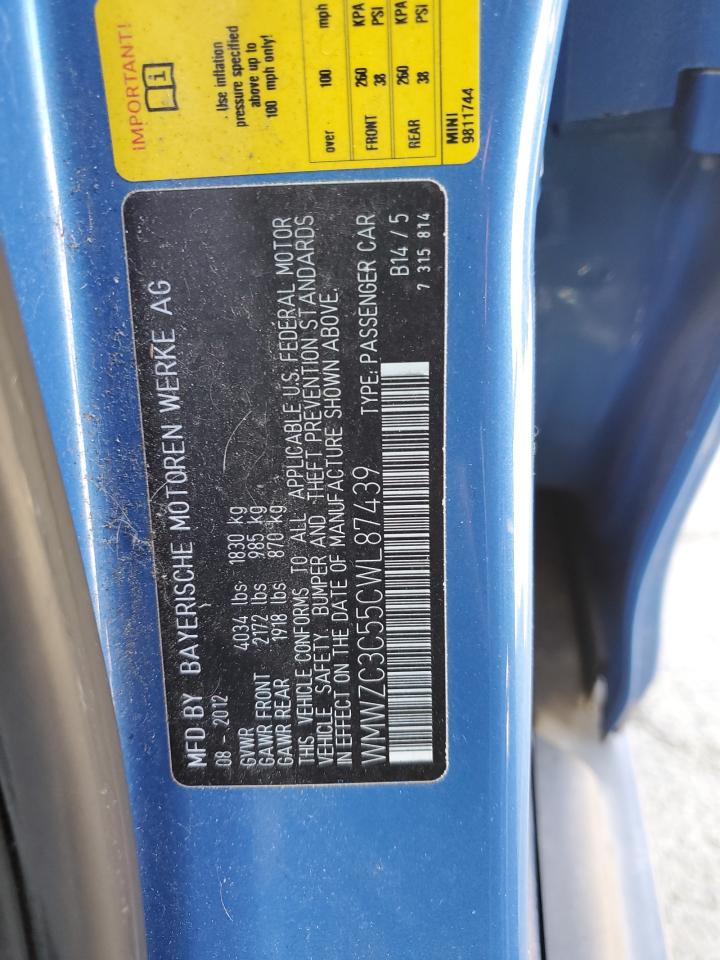 MFD BY BAYERISCHE MOTOREN WERKE AG
08 - 2012
GVWR 4034 lbs 1830 kg
GAWR FRONT 2172 lbs 985 kg
GAWR REAR 1918 lbs 870 kg
THIS VEHICLE CONFORMS TO ALL APPLICABLE U.S. FEDERAL MOTOR
VEHICLE SAFETY, BUMPER AND THEFT PREVENTION STANDARDS
IN EFFECT ON THE DATE OF MANUFACTURE SHOWN ABOVE.
WMWZC3C55CWL87439 TYPE: PASSENGER CAR
B14 / 5
7 315 814
IMPORTANT!
i
Use inflation
pressure specified
above up to
100 mph only!
over 100 mph
FRONT 260 KPA
38 PSI
REAR 260 KPA
38 PSI
MINI
9811744